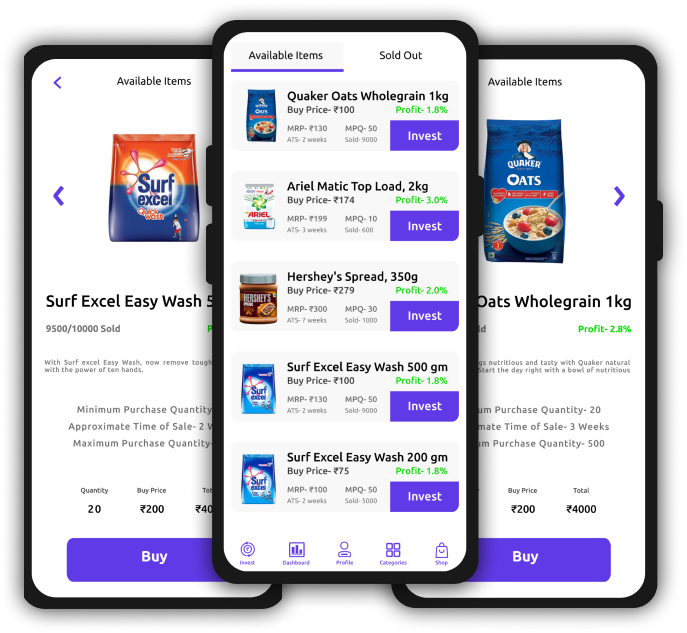 Available Items
Surf
excel
Quick
wash
Surf Excel Easy Wash 5
9500/10000 Sold
P
With Surf excel Easy Wash, now remove tough
with the power of ten hands.
Minimum Purchase Quantity
Approximate Time of Sale- 2 W
Maximum Purchase Quantity-
Quantity
Buy Price
Tot
20
₹200
₹40
Buy
Available Items
Sold Out
Quaker Oats Wholegrain 1kg
Buy Price- ₹100
Profit- 1.8%
MRP- ₹130
MPQ- 50
ATS- 2 weeks
Sold- 9000
Invest
OATS
Ariel Matic Top Load, 2kg
Buy Price- ₹174
Profit- 3.0%
MRP- ₹199
MPQ- 10
ATS- 3 weeks
Sold- 600
Invest
ARIEL
Hershey's Spread, 350g
Buy Price- ₹279
Profit- 2.0%
MRP- ₹300
MPQ- 30
ATS- 7 weeks
Sold- 1000
Invest
HERSHEY'S
Surf Excel Easy Wash 500 gm
Buy Price- ₹100
Profit- 1.8%
MRP- ₹130
MPQ- 50
ATS- 2 weeks
Sold- 9000
Invest
Surf
excel
Surf Excel Easy Wash 200 gm
Buy Price- ₹75
Profit- 1.8%
MRP- ₹100
MPQ- 50
ATS- 2 weeks
Sold- 5000
Invest
Surf
excel
Invest
Dashboard
Profile
Categories
Shop
Available Items
QUAKER
OATS
Oats Wholegrain 1kg
ld
Profit- 2.8%
gs nutritious and tasty with Quaker natural
Start the day right with a bowl of nutritious
um Purchase Quantity- 20
mate Time of Sale- 3 Weeks
um Purchase Quantity- 500
Buy Price
Total
₹200
₹4000
Buy